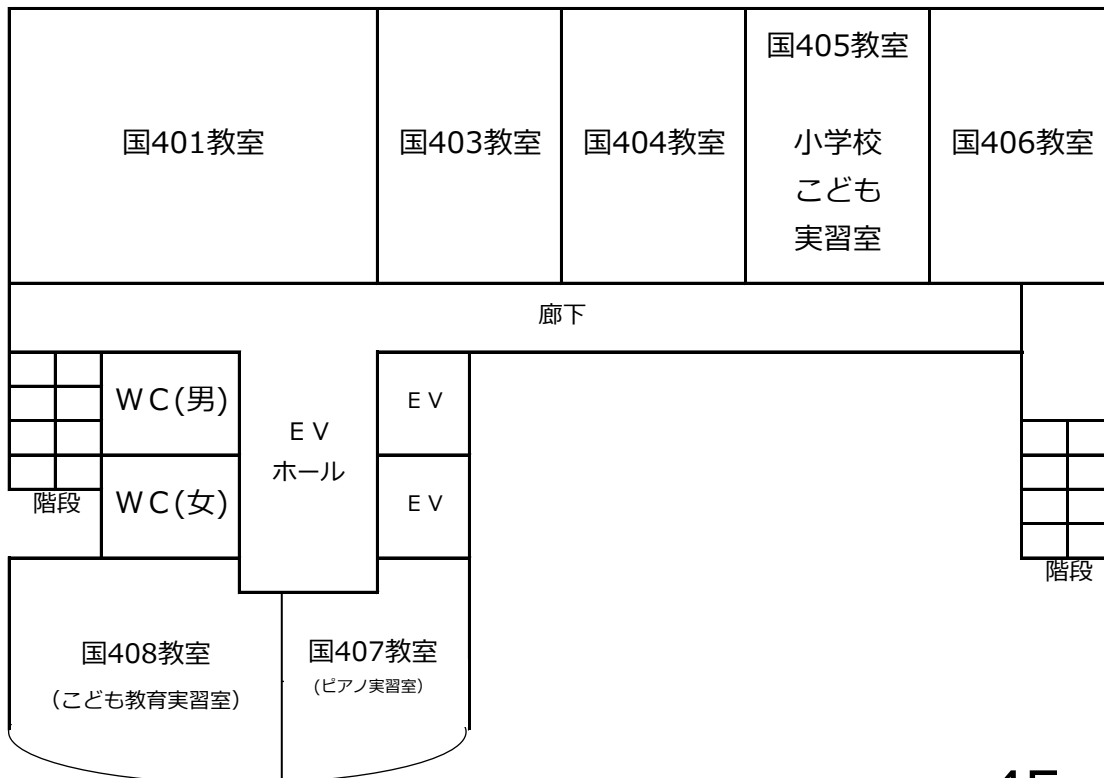 国401教室
国403教室
国404教室
国405教室
小学校
こども
実習室
国406教室
廊下
ＷＣ(男)
ＥＶ
ホール
ＥＶ
階段
ＷＣ(女)
ＥＶ
階段
国408教室
（こども教育実習室）
国407教室
(ピアノ実習室）